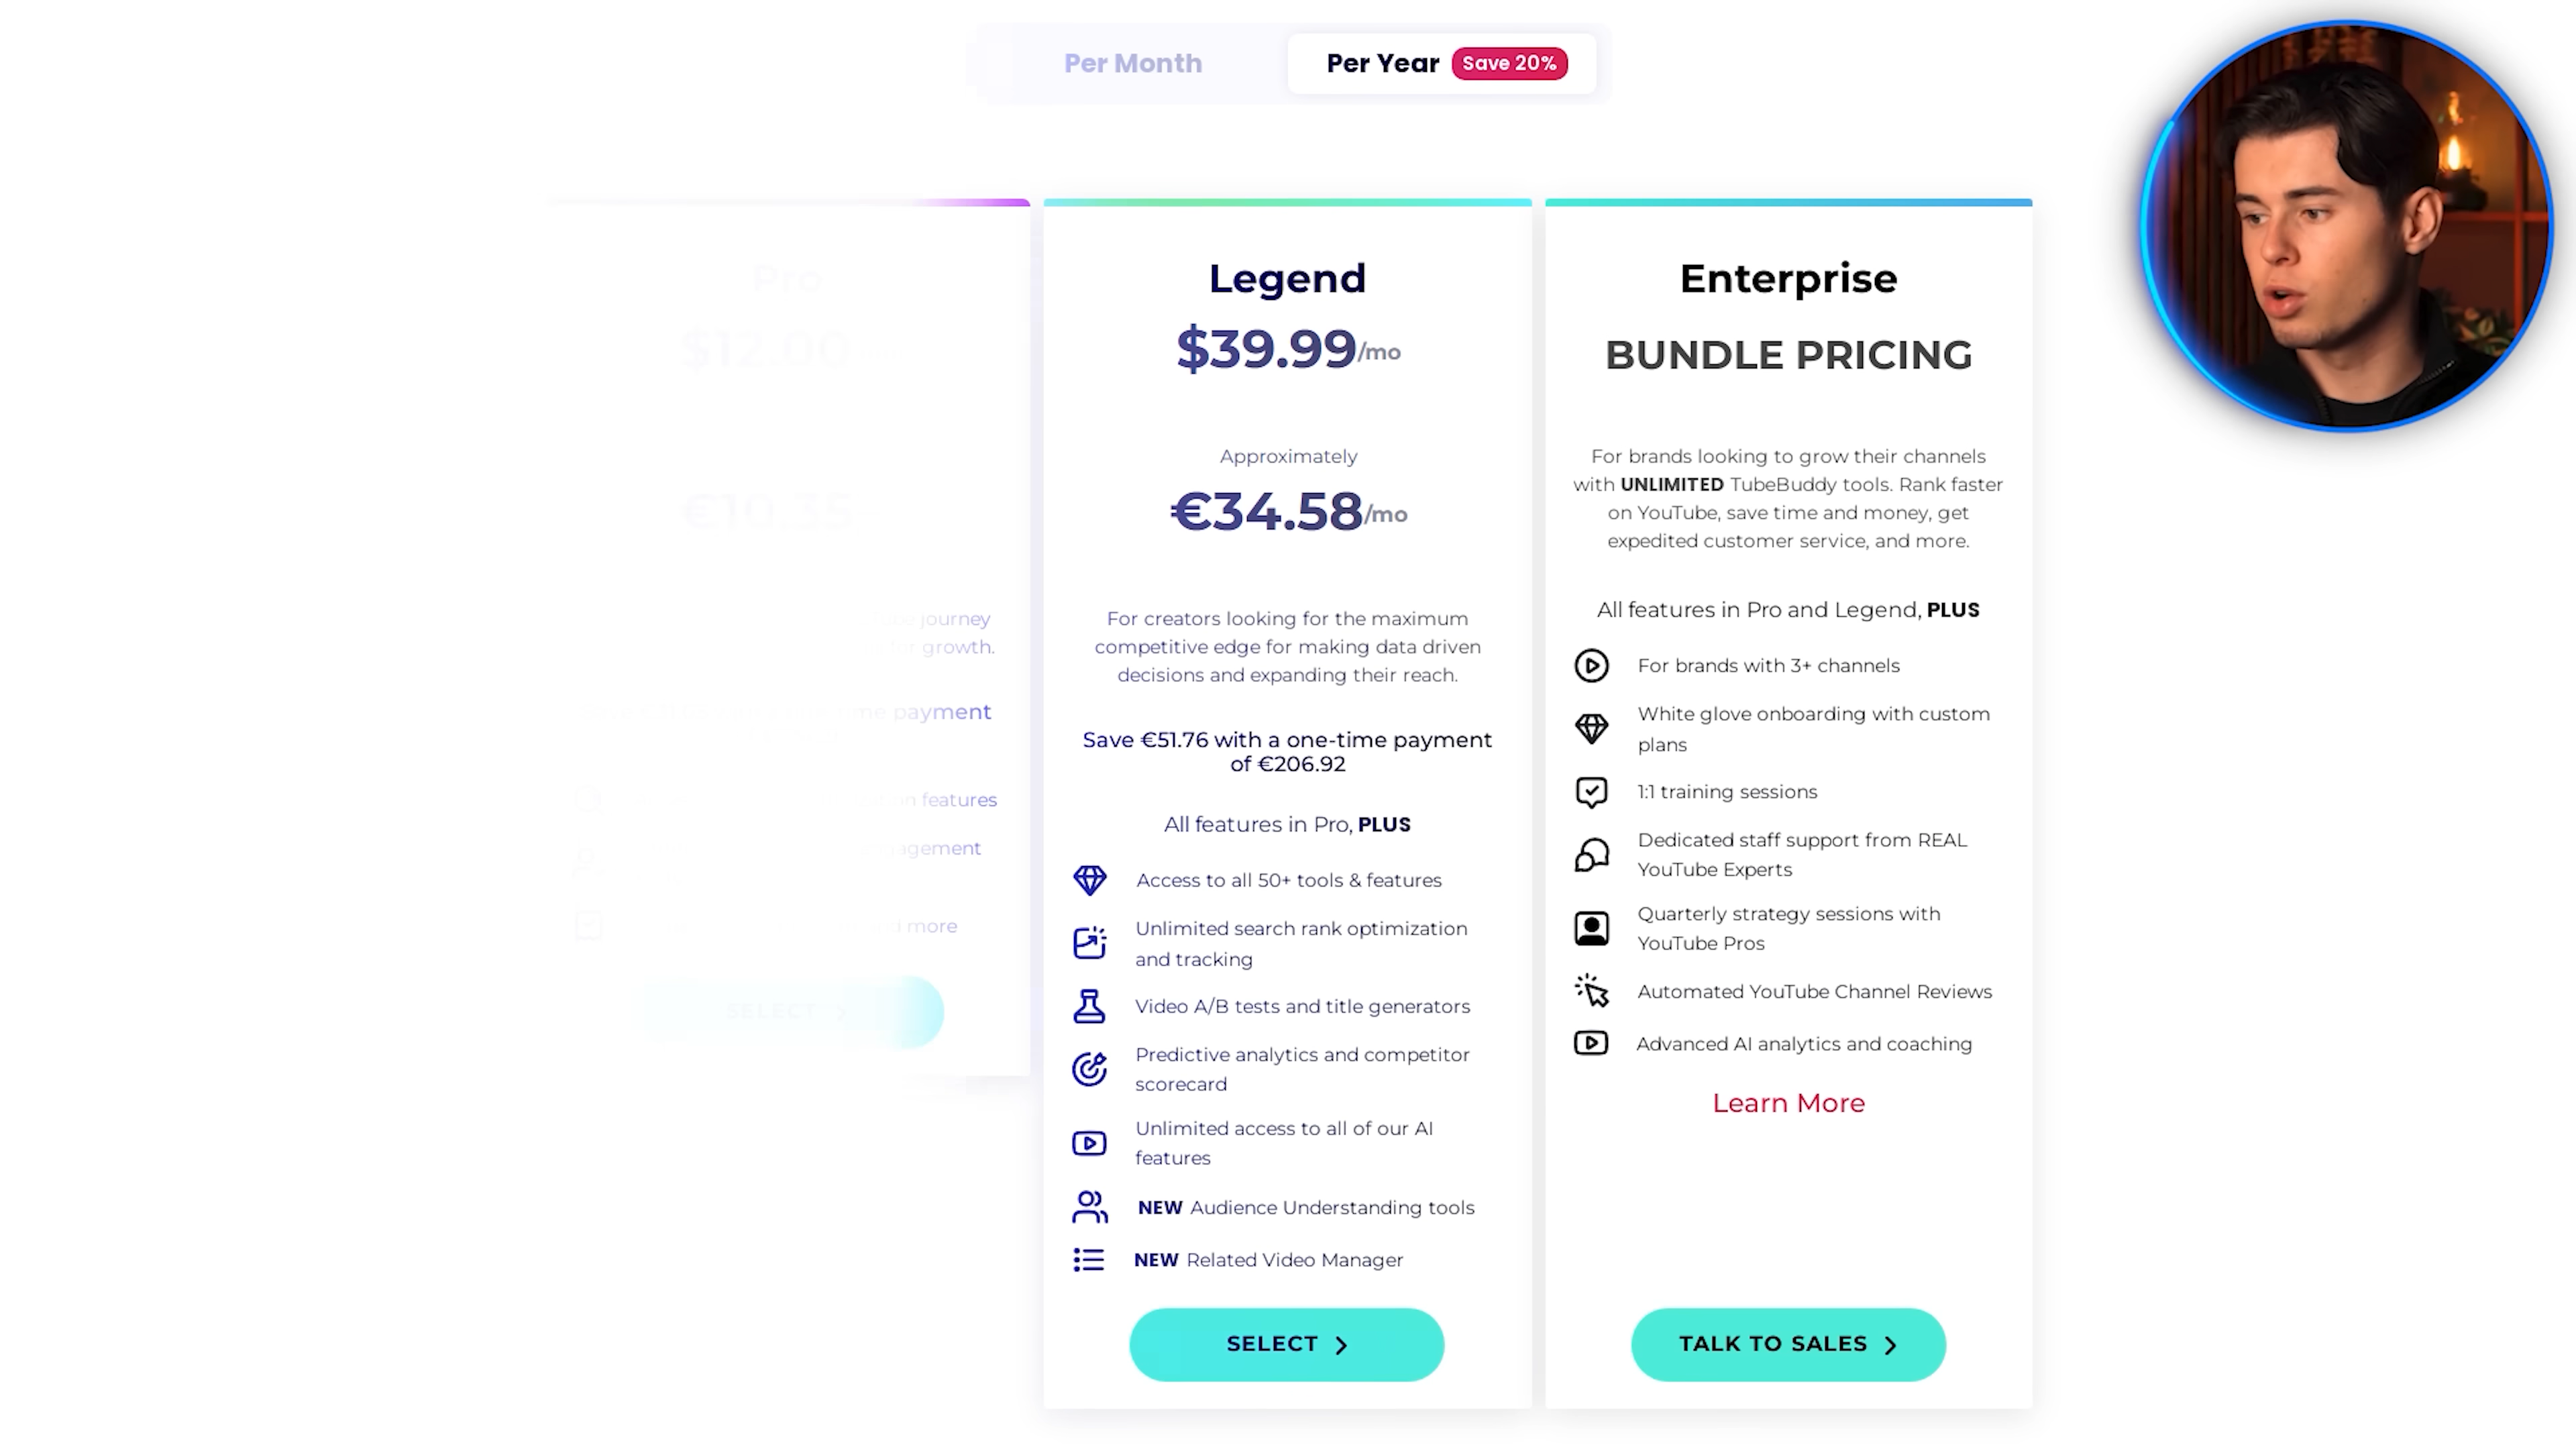 Per Month
Per Year Save 20%
Pro
$12.00
€10.35
journey
growth.
payment
features
more
SELECT
Legend
$39.99/mo
Approximately
€34.58/mo
For creators looking for the maximum
competitive edge for making data driven
decisions and expanding their reach.
Save €51.76 with a one-time payment
of €206.92
All features in Pro, PLUS
Access to all 50+ tools & features
Unlimited search rank optimization
and tracking
Video A/B tests and title generators
Predictive analytics and competitor
scorecard
Unlimited access to all of our AI
features
NEW Audience Understanding tools
NEW Related Video Manager
SELECT
Enterprise
BUNDLE PRICING
For brands looking to grow their channels
with UNLIMITED TubeBuddy tools. Rank faster
on YouTube, save time and money, get
expedited customer service, and more.
All features in Pro and Legend, PLUS
For brands with 3+ channels
White glove onboarding with custom
plans
1:1 training sessions
Dedicated staff support from REAL
YouTube Experts
Quarterly strategy sessions with
YouTube Pros
Automated YouTube Channel Reviews
Advanced AI analytics and coaching
Learn More
TALK TO SALES